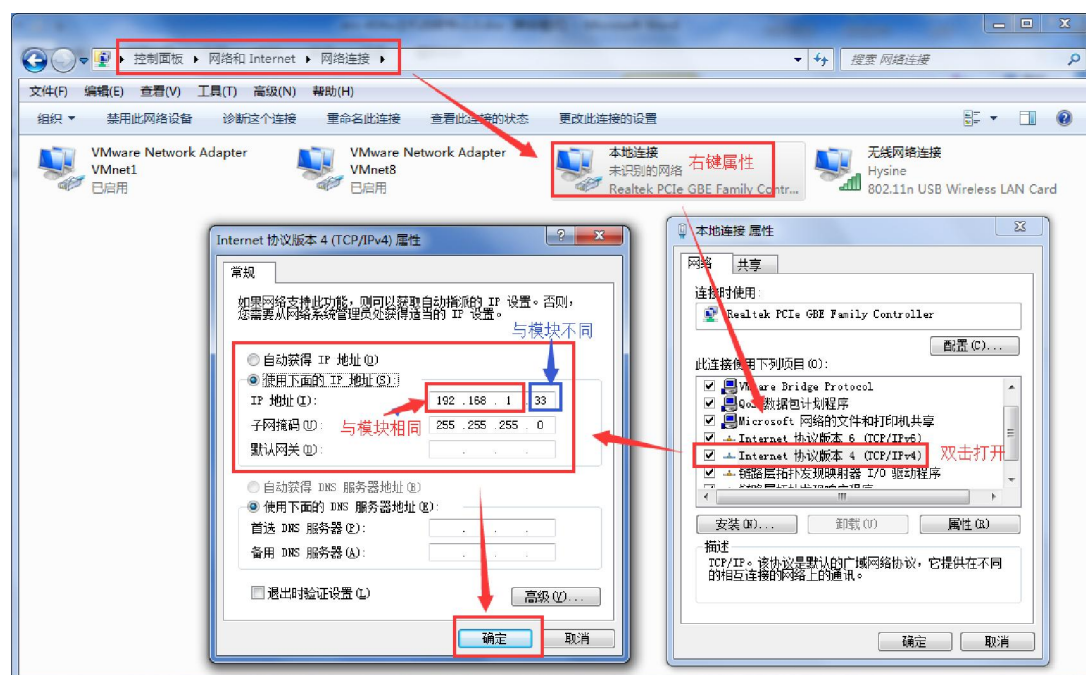 控制面板 ▸ 网络和 Internet ▸ 网络连接 ▸
搜索 网络连接
文件(F) 编辑(E) 查看(V) 工具(T) 高级(N) 帮助(H)
组织 禁用此网络设备 诊断这个连接 重命名此连接 查看此连接的状态 更改此连接的设置
VMware Network Adapter
VMnet1
已启用
VMware Network Adapter
VMnet8
已启用
本地连接
未识别的网络
Realtek PCIe GBE Family Contr...
右键属性
无线网络连接
Hysine
802.11n USB Wireless LAN Card
Internet 协议版本 4 (TCP/IPv4) 属性
常规
如果网络支持此功能，则可以获取自动指派的 IP 设置。否则，
您需要从网络系统管理员处获得适当的 IP 设置。
与模块不同
自动获得 IP 地址(O)
使用下面的 IP 地址(S):
IP 地址(I): 192 .168 . 1 . 33
子网掩码(U): 255 .255 .255 . 0
与模块相同
默认网关(D):
自动获得 DNS 服务器地址(B)
使用下面的 DNS 服务器地址(E):
首选 DNS 服务器(P):
备用 DNS 服务器(A):
退出时验证设置(L)
高级(V)...
确定 取消
本地连接 属性
网络 共享
连接时使用:
Realtek PCIe GBE Family Controller
配置(C)...
此连接使用下列项目(O):
VMware Bridge Protocol
QoS 数据包计划程序
Microsoft 网络的文件和打印机共享
Internet 协议版本 6 (TCP/IPv6)
Internet 协议版本 4 (TCP/IPv4)
双击打开
链路层拓扑发现映射器 I/O 驱动程序
链路层拓扑发现响应程序
安装(N)... 卸载(U) 属性(R)
描述
TCP/IP。该协议是默认的广域网络协议，它提供在不同
的相互连接的网络上的通讯。
确定 取消